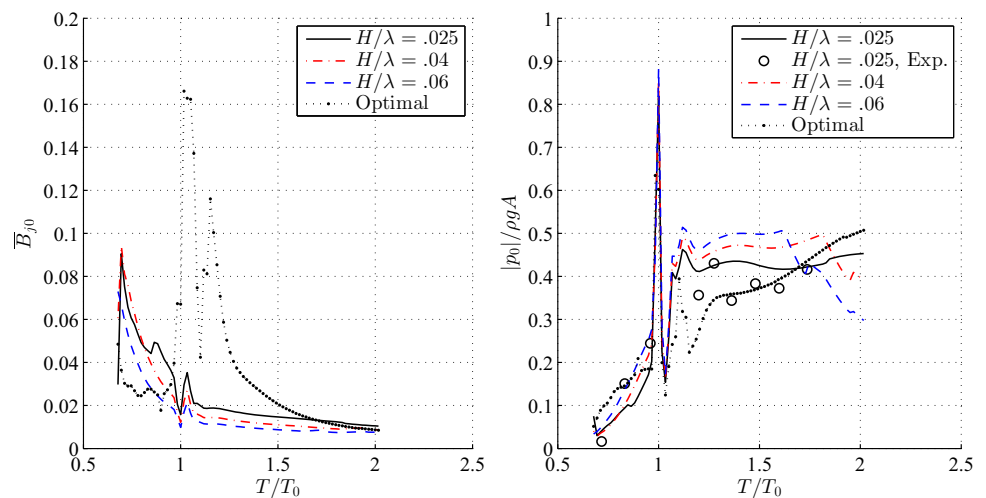 0.2
0.18
0.16
0.14
0.12
0.1
0.08
0.06
0.04
0.02
0
0.5
1
1.5
2
2.5
T/T₀
B̅ⱼ₀
H/λ = .025
H/λ = .04
H/λ = .06
Optimal
1
0.9
0.8
0.7
0.6
0.5
0.4
0.3
0.2
0.1
0
0.5
1
1.5
2
2.5
T/T₀
|p₀|/ρgA
H/λ = .025
H/λ = .025, Exp.
H/λ = .04
H/λ = .06
Optimal